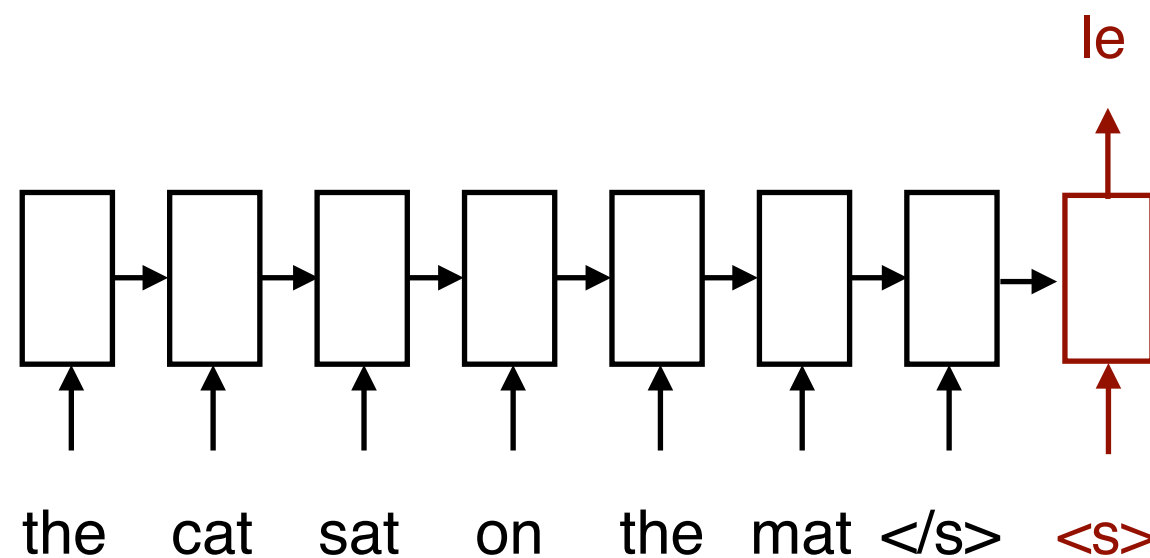 le
the cat sat on the mat </s> <s>